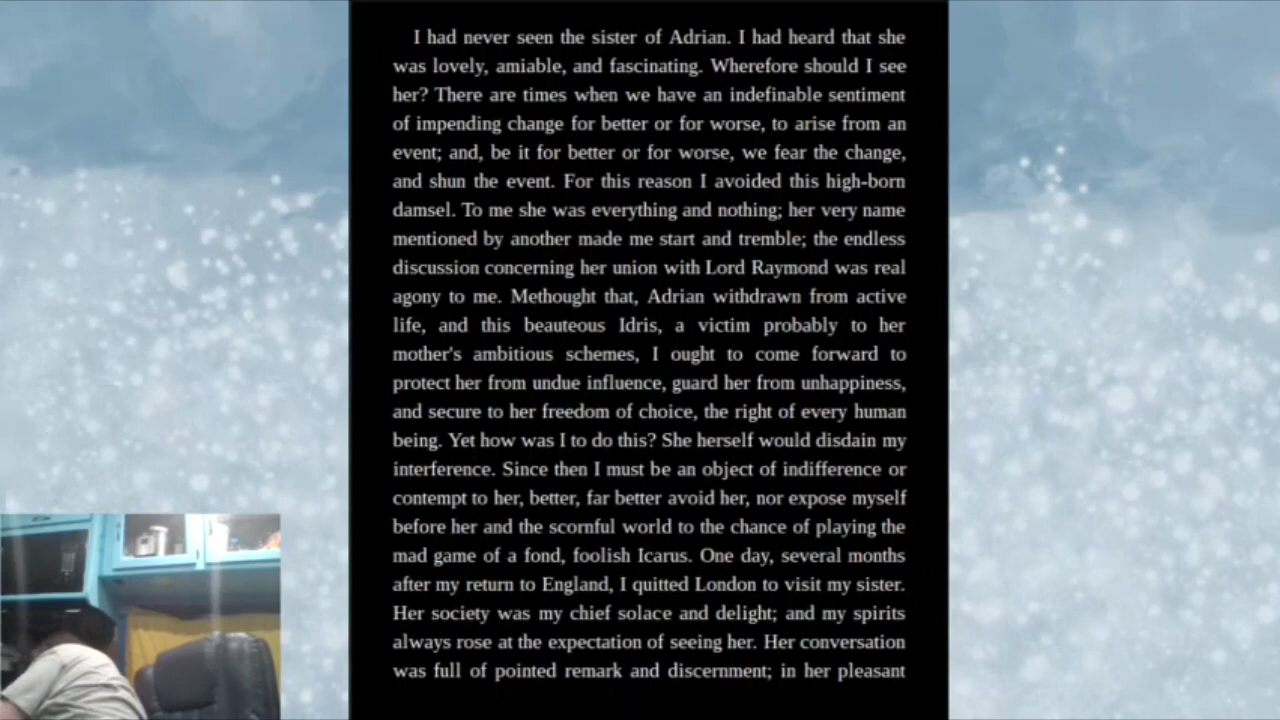 I had never seen the sister of Adrian. I had heard that she
was lovely, amiable, and fascinating. Wherefore should I see
her? There are times when we have an indefinable sentiment
of impending change for better or for worse, to arise from an
event; and, be it for better or for worse, we fear the change,
and shun the event. For this reason I avoided this high-born
damsel. To me she was everything and nothing; her very name
mentioned by another made me start and tremble; the endless
discussion concerning her union with Lord Raymond was real
agony to me. Methought that, Adrian withdrawn from active
life, and this beauteous Idris, a victim probably to her
mother's ambitious schemes, I ought to come forward to
protect her from undue influence, guard her from unhappiness,
and secure to her freedom of choice, the right of every human
being. Yet how was I to do this? She herself would disdain my
interference. Since then I must be an object of indifference or
contempt to her, better, far better avoid her, nor expose myself
before her and the scornful world to the chance of playing the
mad game of a fond, foolish Icarus. One day, several months
after my return to England, I quitted London to visit my sister.
Her society was my chief solace and delight; and my spirits
always rose at the expectation of seeing her. Her conversation
was full of pointed remark and discernment; in her pleasant